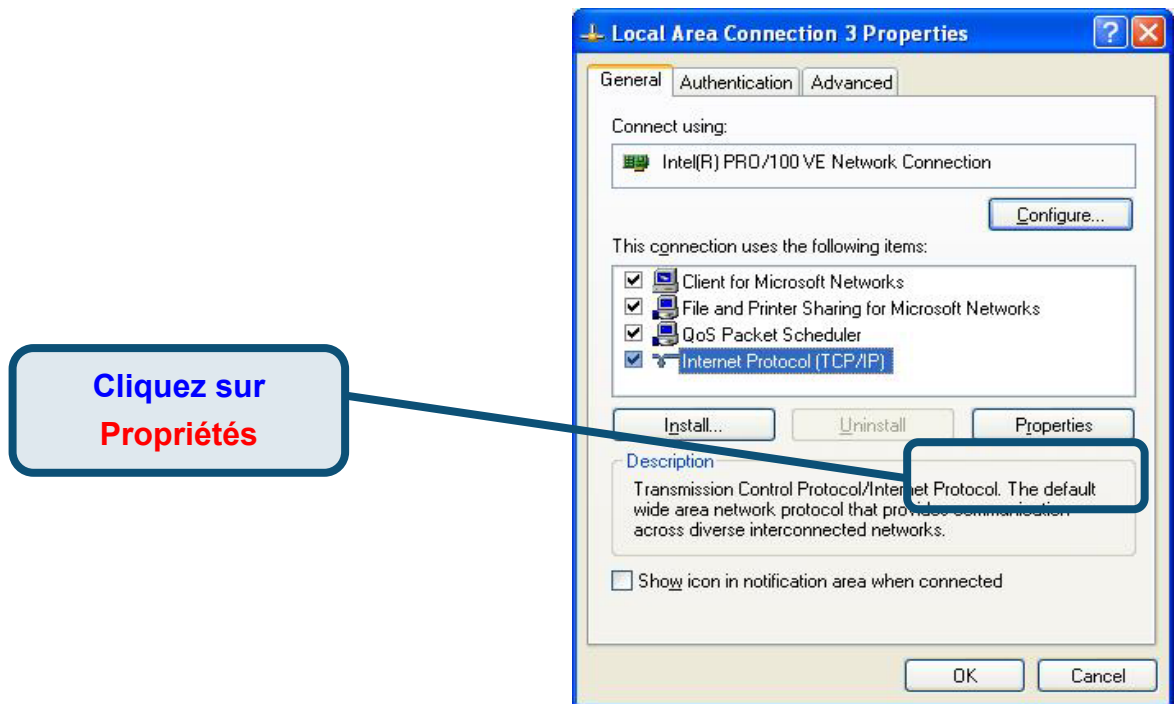 Local Area Connection 3 Properties
General Authentication Advanced
Connect using:
Intel(R) PRO/100 VE Network Connection
Configure...
This connection uses the following items:
Client for Microsoft Networks
File and Printer Sharing for Microsoft Networks
QoS Packet Scheduler
Internet Protocol (TCP/IP)
Cliquez sur
Propriétés
Install... Uninstall Properties
Description
Transmission Control Protocol/Internet Protocol. The default
wide area network protocol that provides communication
across diverse interconnected networks.
Show icon in notification area when connected
OK Cancel